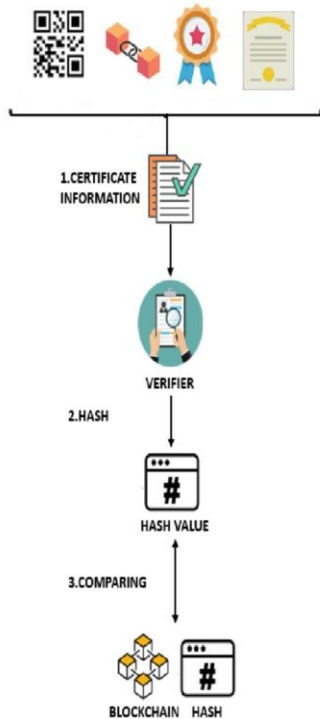 1.CERTIFICATE
INFORMATION
VERIFIER
2.HASH
#
HASH VALUE
3.COMPARING
#
BLOCKCHAIN HASH